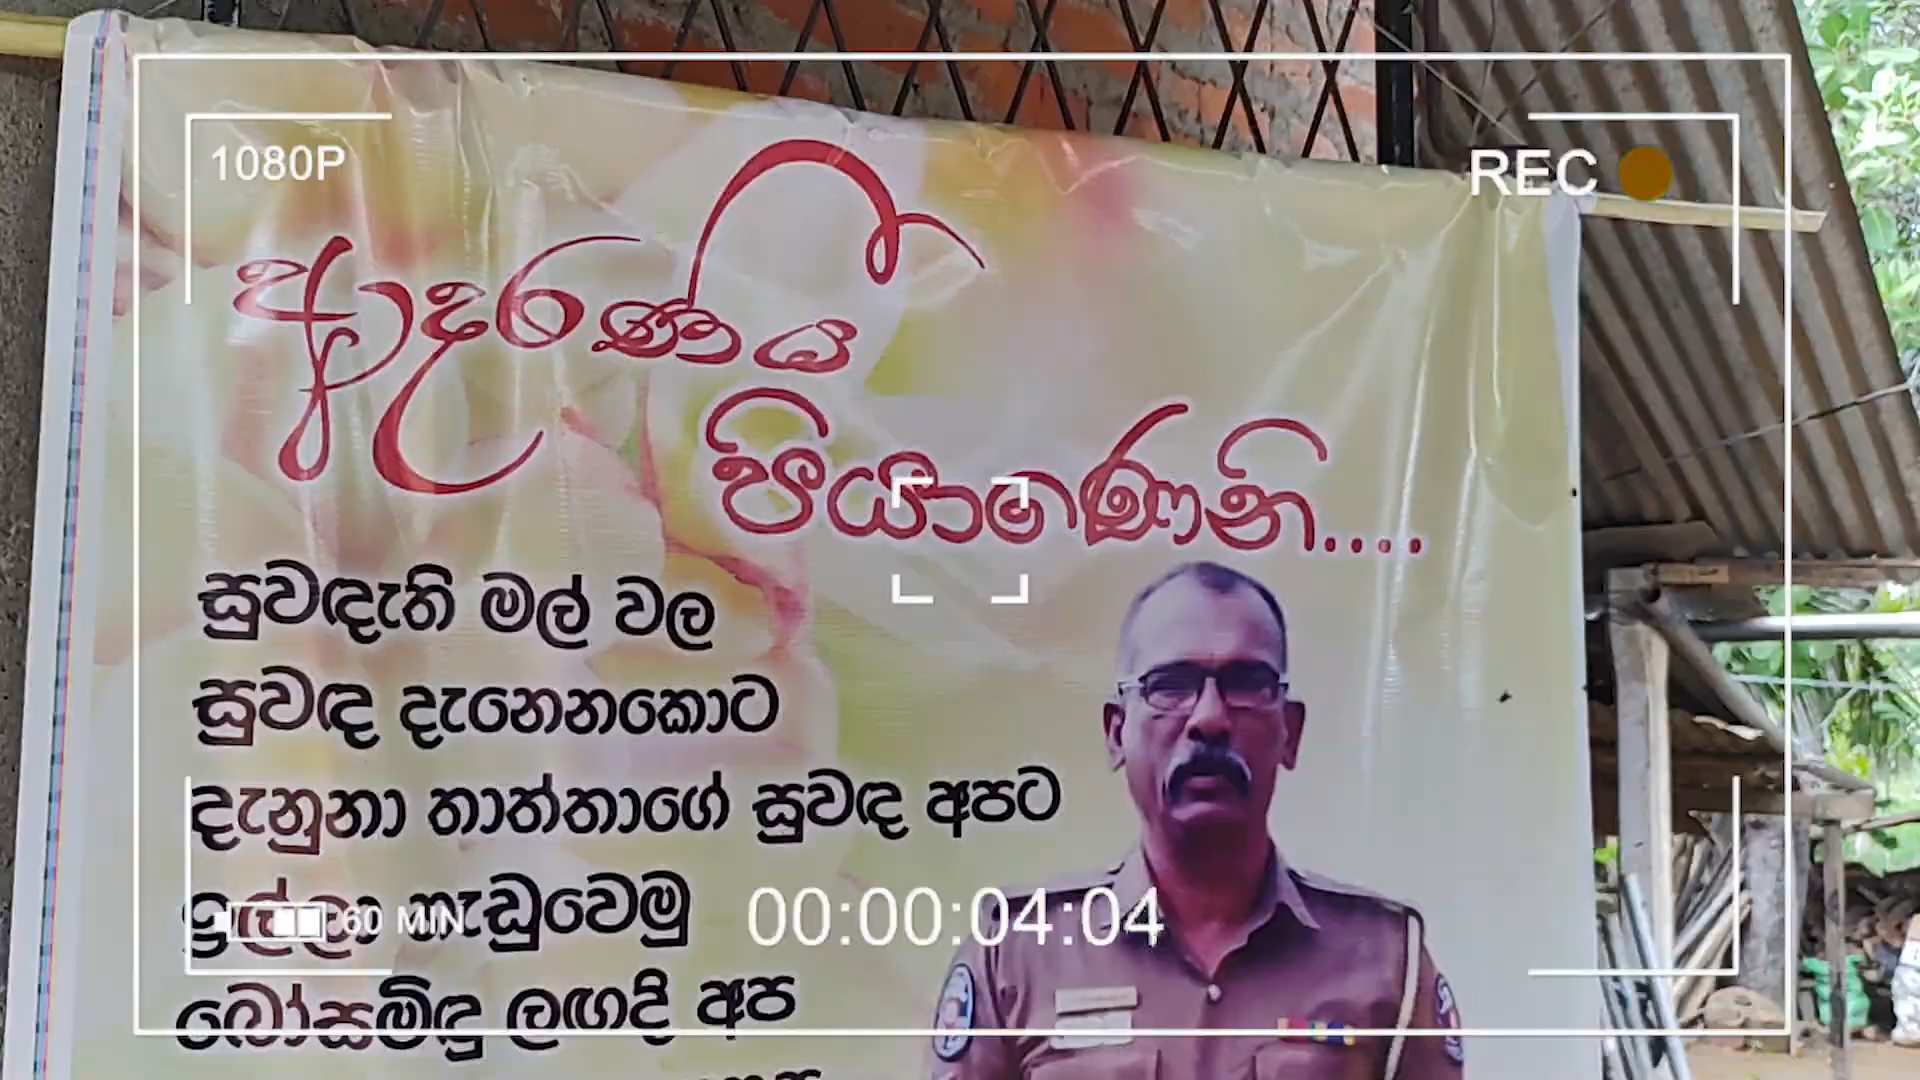 1080P
REC
ආදරණීය
පියාණෙනි....
සුවඳැති මල් වල
සුවඳ දැනෙනකොට
දැනුනා තාත්තාගේ සුවඳ අපට
ඉල්ලා කැඩුවෙමු
60 MIN
00:00:04:04
බෝසමිඳු ලඟදි අප